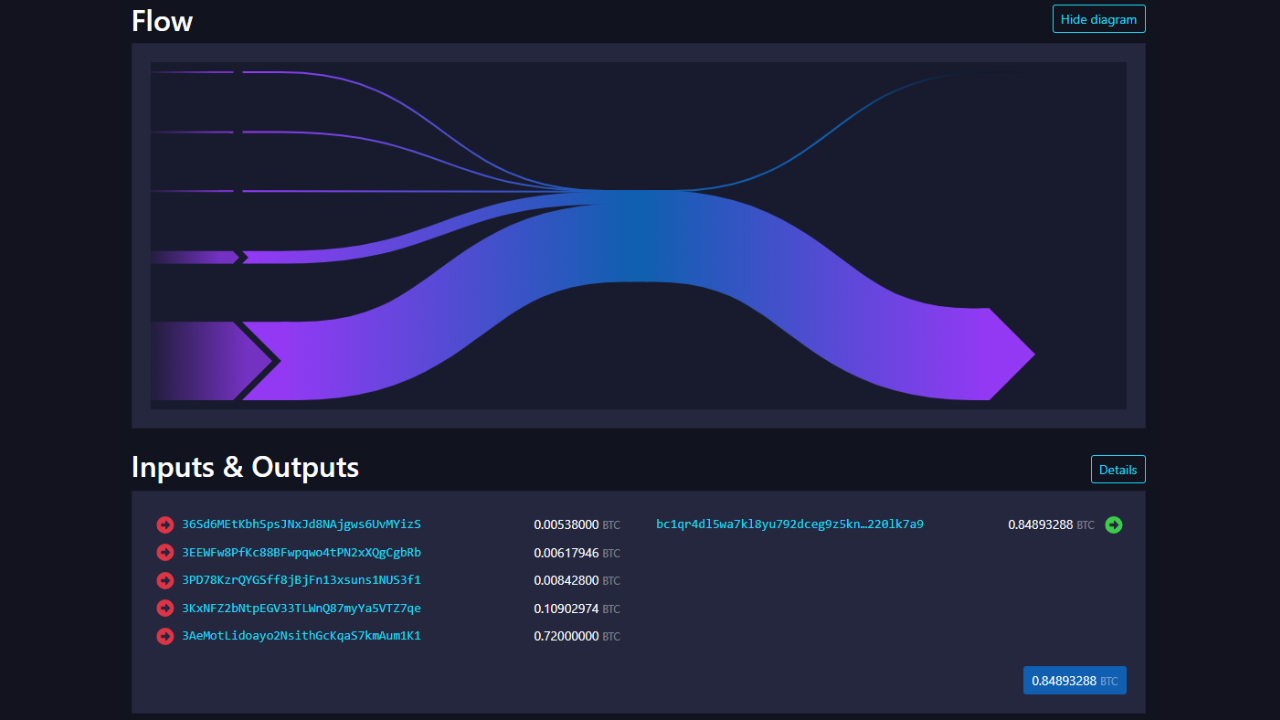 Flow
Hide diagram
Inputs & Outputs
Details
36Sd6MEtKbhSpsJNxJd8NAjgws6UvMYizS 0.00538000 BTC bc1qr4dl5wa7kl8yu792dceg9z5kn…220lk7a9 0.84893288 BTC
3EEWFw8PfKc88BFwpqwo4tPN2xXQgCgbRb 0.00617946 BTC
3PD78KzrQYGSff8jBjFn13xsuns1NUS3f1 0.00842800 BTC
3KxNFZ2bNtpEGV33TLWnQ87myYa5VTZ7qe 0.10902974 BTC
3AeMotLidoayo2NsithGcKqaS7kmAum1K1 0.72000000 BTC
0.84893288 BTC